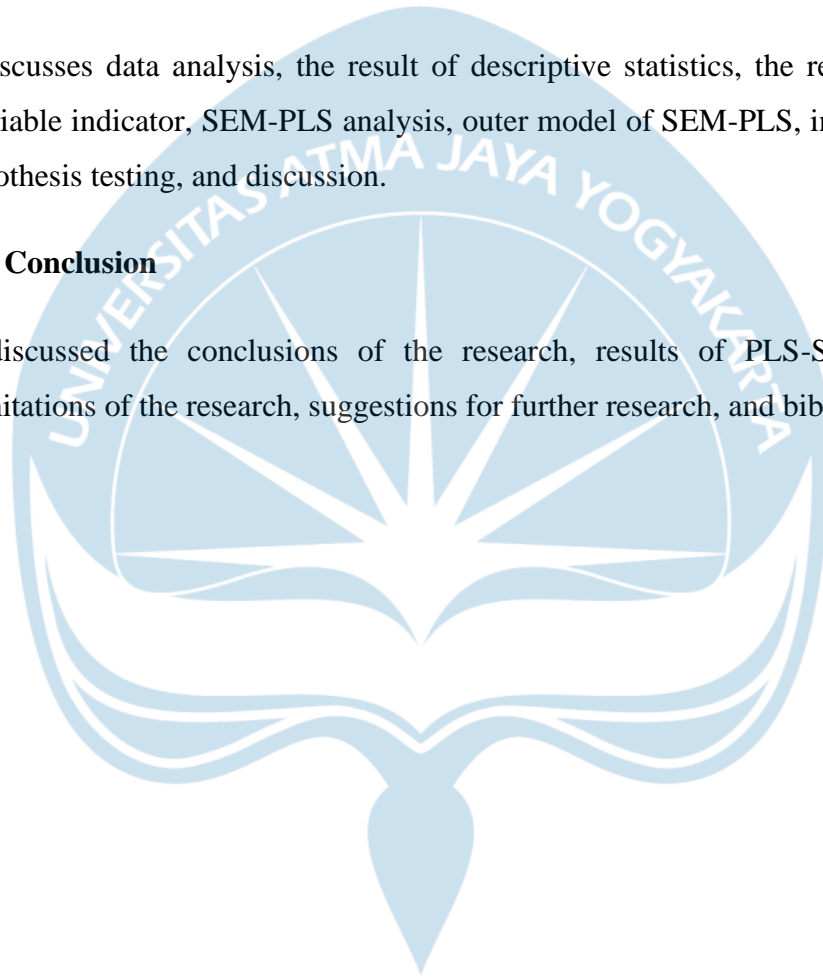 scusses data analysis, the result of descriptive statistics, the re
iable indicator, SEM-PLS analysis, outer model of SEM-PLS, in
othesis testing, and discussion.
UNIVERSITAS ATMA JAYA YOGYAKARTA
Conclusion
discussed the conclusions of the research, results of PLS-S
nitations of the research, suggestions for further research, and bib